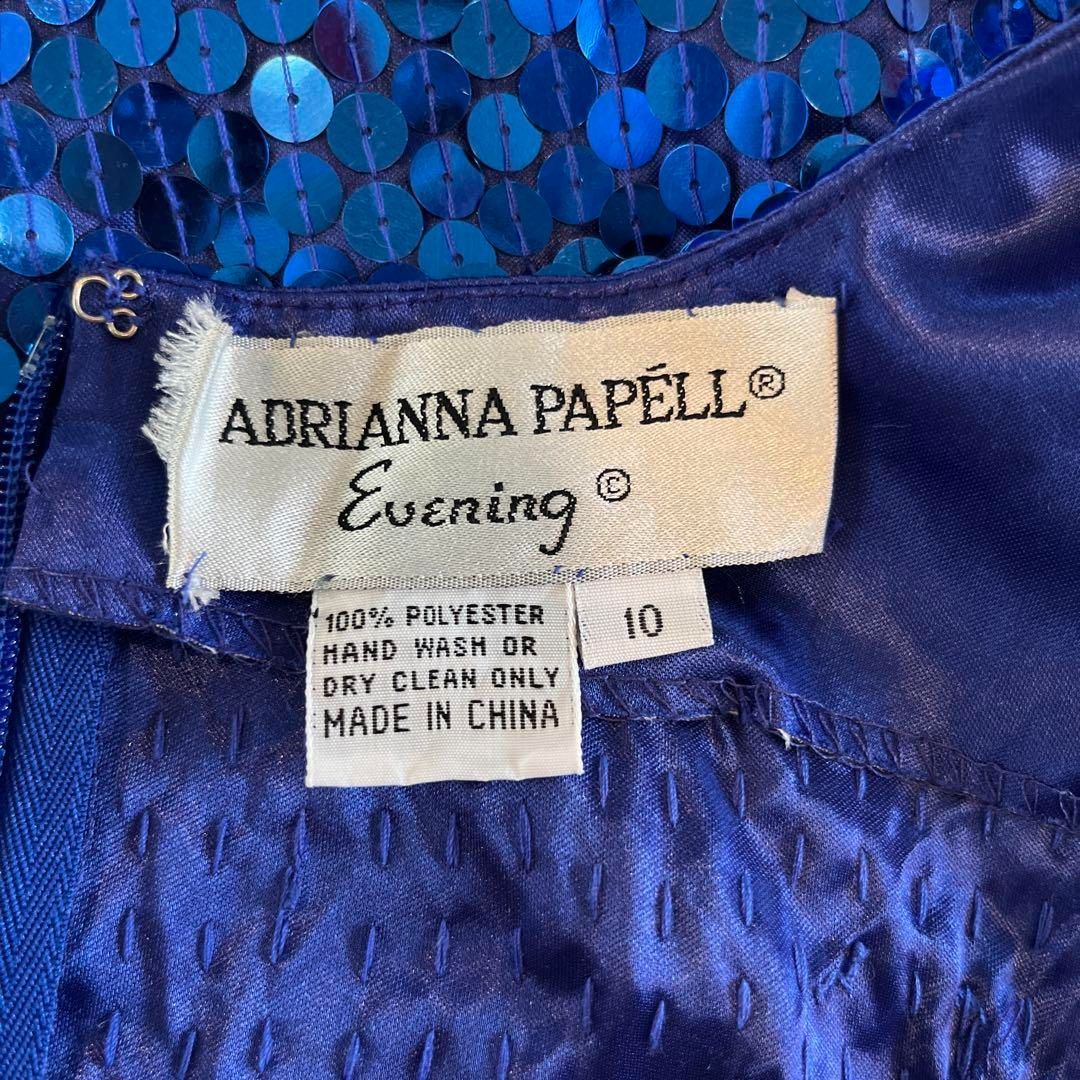 ADRIANNA PAPÉLL®
Evening ©
100% POLYESTER
HAND WASH OR
DRY CLEAN ONLY
MADE IN CHINA
10